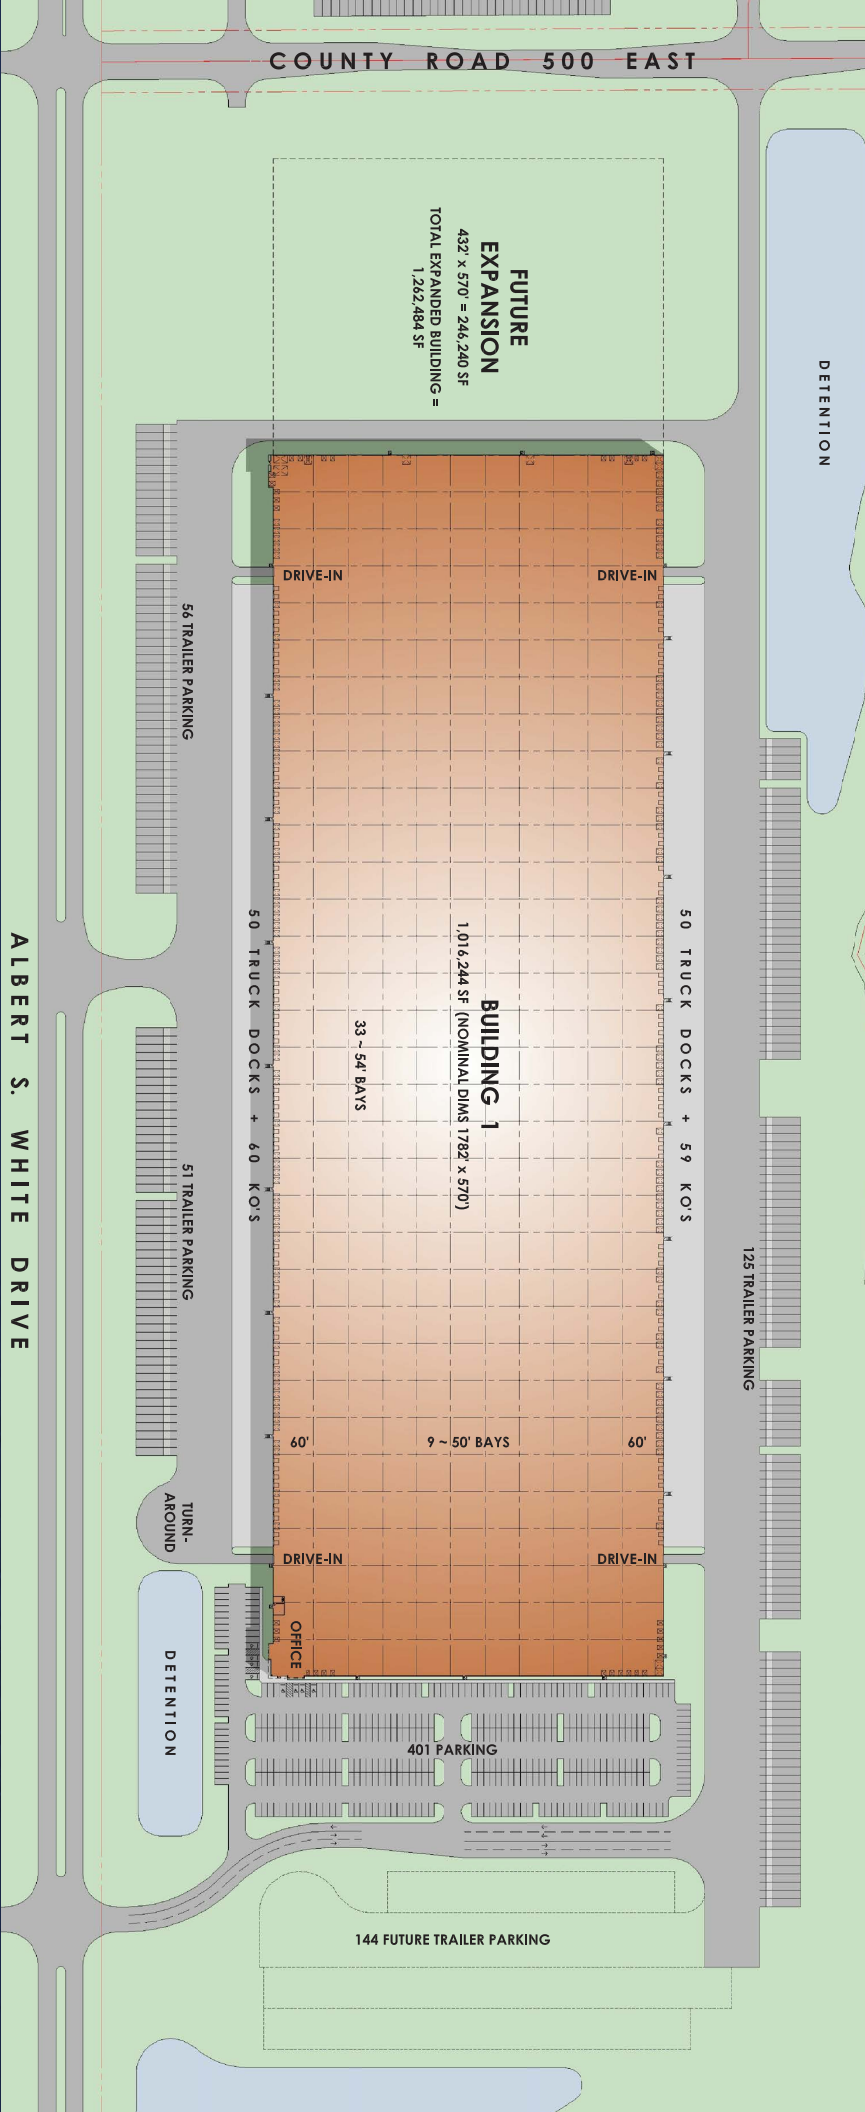 COUNTY ROAD 500 EAST
FUTURE
EXPANSION
432' x 570' = 246,240 SF
TOTAL EXPANDED BUILDING =
1,262,484 SF
DETENTION
DRIVE-IN
DRIVE-IN
56 TRAILER PARKING
50 TRUCK DOCKS + 60 KO'S
50 TRUCK DOCKS + 59 KO'S
ALBERT S. WHITE DRIVE
BUILDING 1
1,016,244 SF (NOMINAL DIMS 1782' x 570')
33 ~ 54' BAYS
51 TRAILER PARKING
125 TRAILER PARKING
60'
9 ~ 50' BAYS
60'
TURN-
AROUND
DRIVE-IN
DRIVE-IN
OFFICE
DETENTION
401 PARKING
144 FUTURE TRAILER PARKING